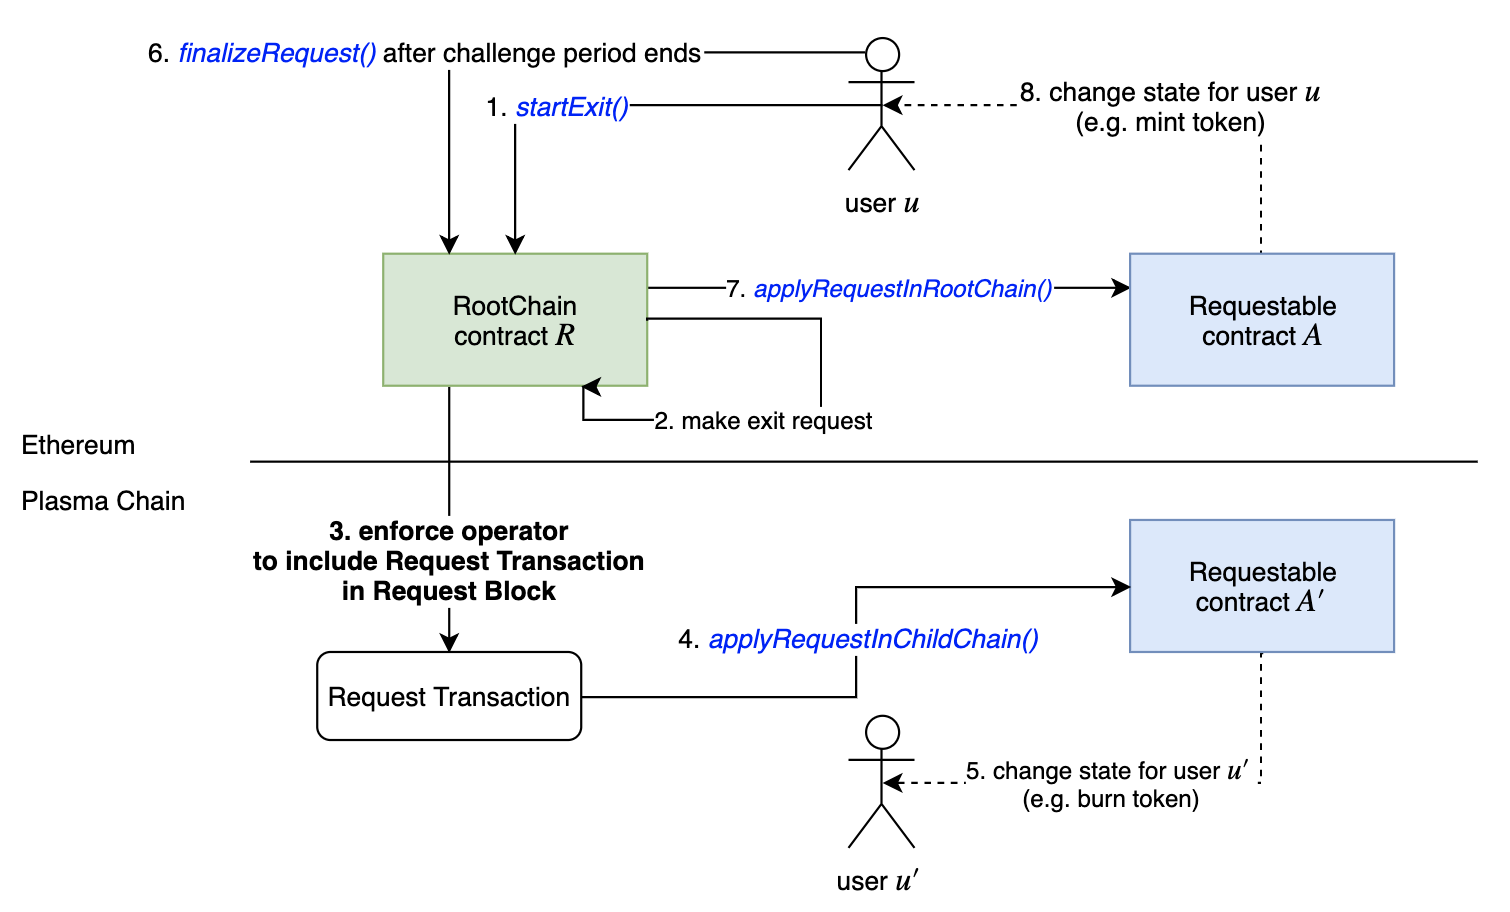 6. finalizeRequest() after challenge period ends
1. startExit()
8. change state for user u
(e.g. mint token)
user u
RootChain
contract R
7. applyRequestInRootChain()
Requestable
contract A
2. make exit request
Ethereum
Plasma Chain
3. enforce operator
to include Request Transaction
in Request Block
Requestable
contract A′
4. applyRequestInChildChain()
Request Transaction
5. change state for user u′
(e.g. burn token)
user u′